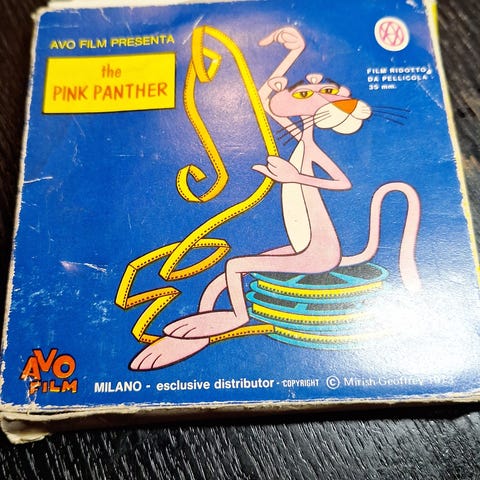 AVO FILM PRESENTA
the
PINK PANTHER
FILM RIDOTTO
DA PELLICOLA
35 mm.
AVO
FILM
MILANO - esclusive distributor - COPYRIGHT © Mirish-Geoffrey